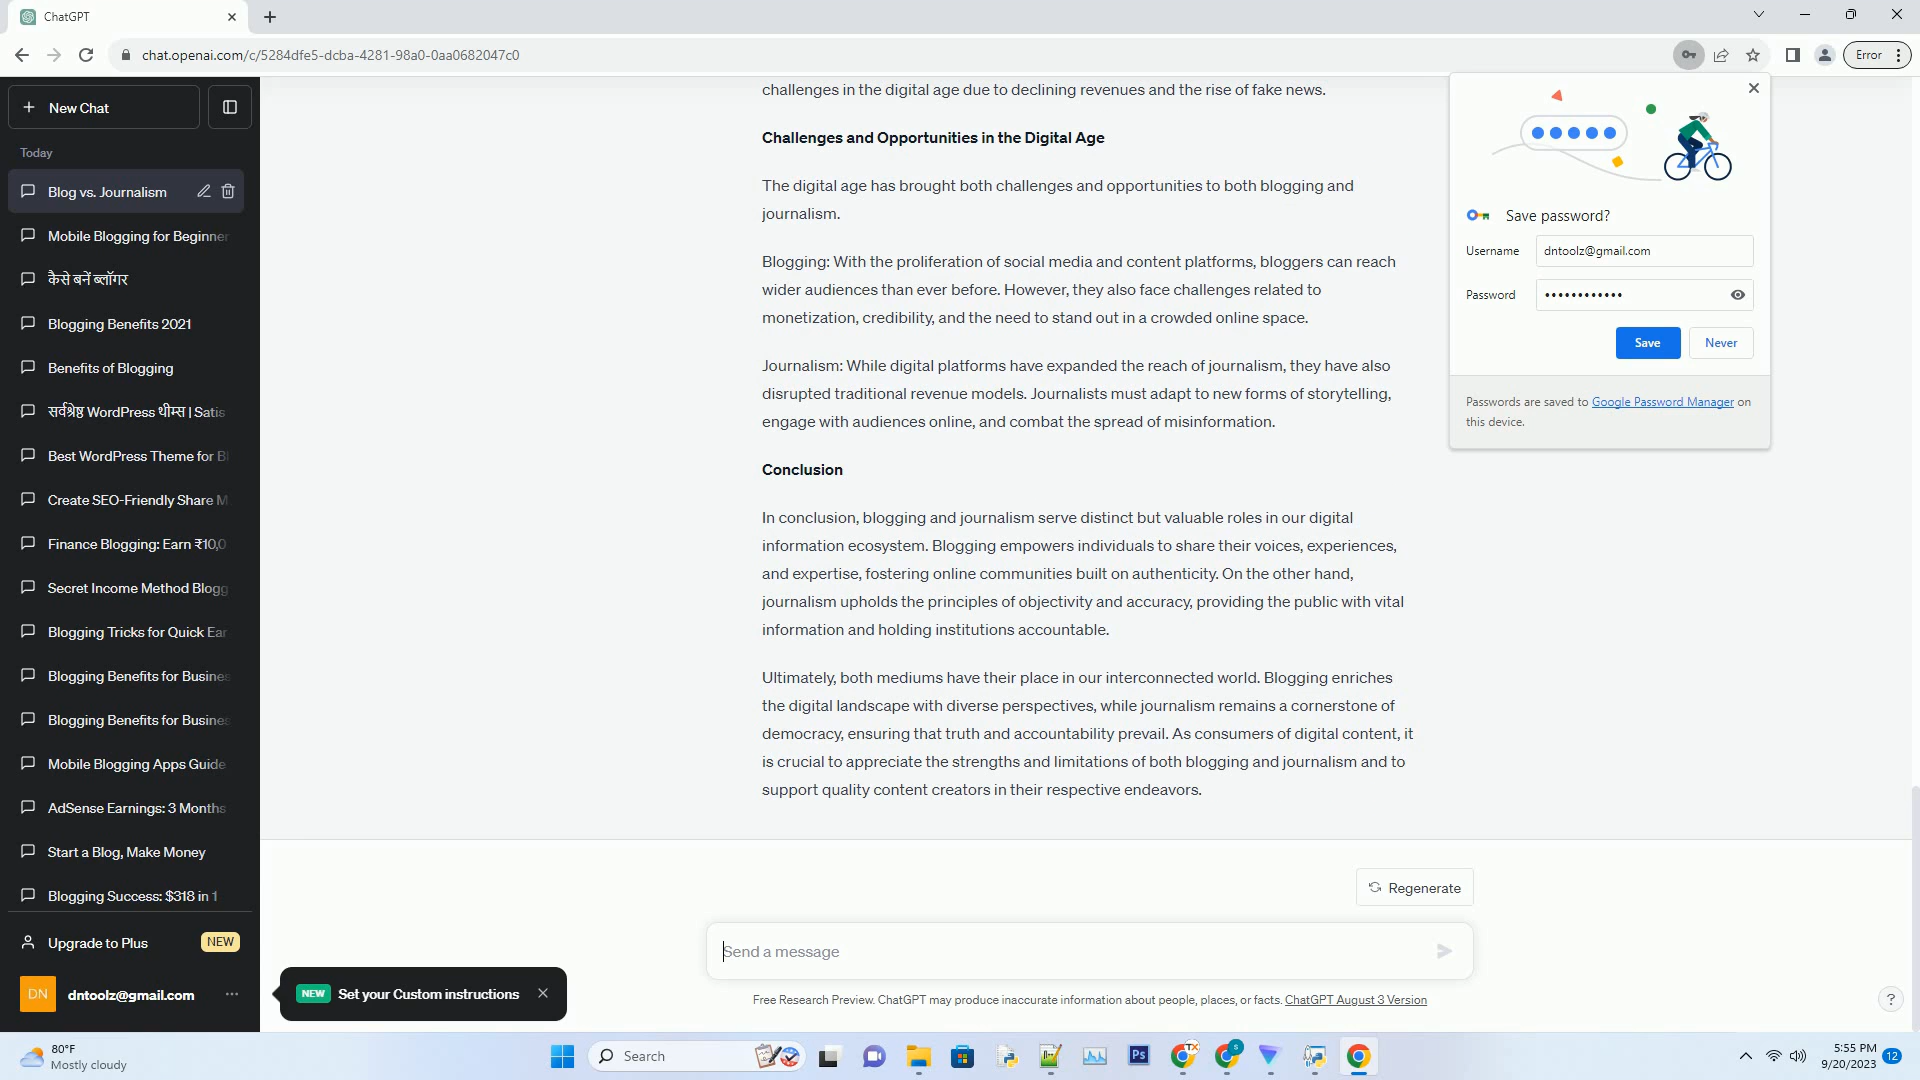 ChatGPT
chat.openai.com/c/5284dfe5-dcba-4281-98a0-0aa0682047c0
Error
New Chat
Today
Blog vs. Journalism
Mobile Blogging for Beginner
कैसे बनें ब्लॉगर
Blogging Benefits 2021
Benefits of Blogging
सर्वश्रेष्ठ WordPress थीम्स | Satis
Best WordPress Theme for Bl
Create SEO-Friendly Share M
Finance Blogging: Earn ₹10,0
Secret Income Method Blogg
Blogging Tricks for Quick Ear
Blogging Benefits for Busines
Blogging Benefits for Busines
Mobile Blogging Apps Guide
AdSense Earnings: 3 Months
Start a Blog, Make Money
Blogging Success: $318 in 1
Upgrade to Plus
NEW
DN
dntoolz@gmail.com
challenges in the digital age due to declining revenues and the rise of fake news.
Challenges and Opportunities in the Digital Age
The digital age has brought both challenges and opportunities to both blogging and
journalism.
Blogging: With the proliferation of social media and content platforms, bloggers can reach
wider audiences than ever before. However, they also face challenges related to
monetization, credibility, and the need to stand out in a crowded online space.
Journalism: While digital platforms have expanded the reach of journalism, they have also
disrupted traditional revenue models. Journalists must adapt to new forms of storytelling,
engage with audiences online, and combat the spread of misinformation.
Conclusion
In conclusion, blogging and journalism serve distinct but valuable roles in our digital
information ecosystem. Blogging empowers individuals to share their voices, experiences,
and expertise, fostering online communities built on authenticity. On the other hand,
journalism upholds the principles of objectivity and accuracy, providing the public with vital
information and holding institutions accountable.
Ultimately, both mediums have their place in our interconnected world. Blogging enriches
the digital landscape with diverse perspectives, while journalism remains a cornerstone of
democracy, ensuring that truth and accountability prevail. As consumers of digital content, it
is crucial to appreciate the strengths and limitations of both blogging and journalism and to
support quality content creators in their respective endeavors.
Save password?
Username
dntoolz@gmail.com
Password
••••••••••••
Save
Never
Passwords are saved to Google Password Manager on
this device.
Regenerate
Send a message
NEW
Set your Custom instructions
Free Research Preview. ChatGPT may produce inaccurate information about people, places, or facts. ChatGPT August 3 Version
?
80°F
Mostly cloudy
Search
Ps
TX
S
5:55 PM
9/20/2023
12